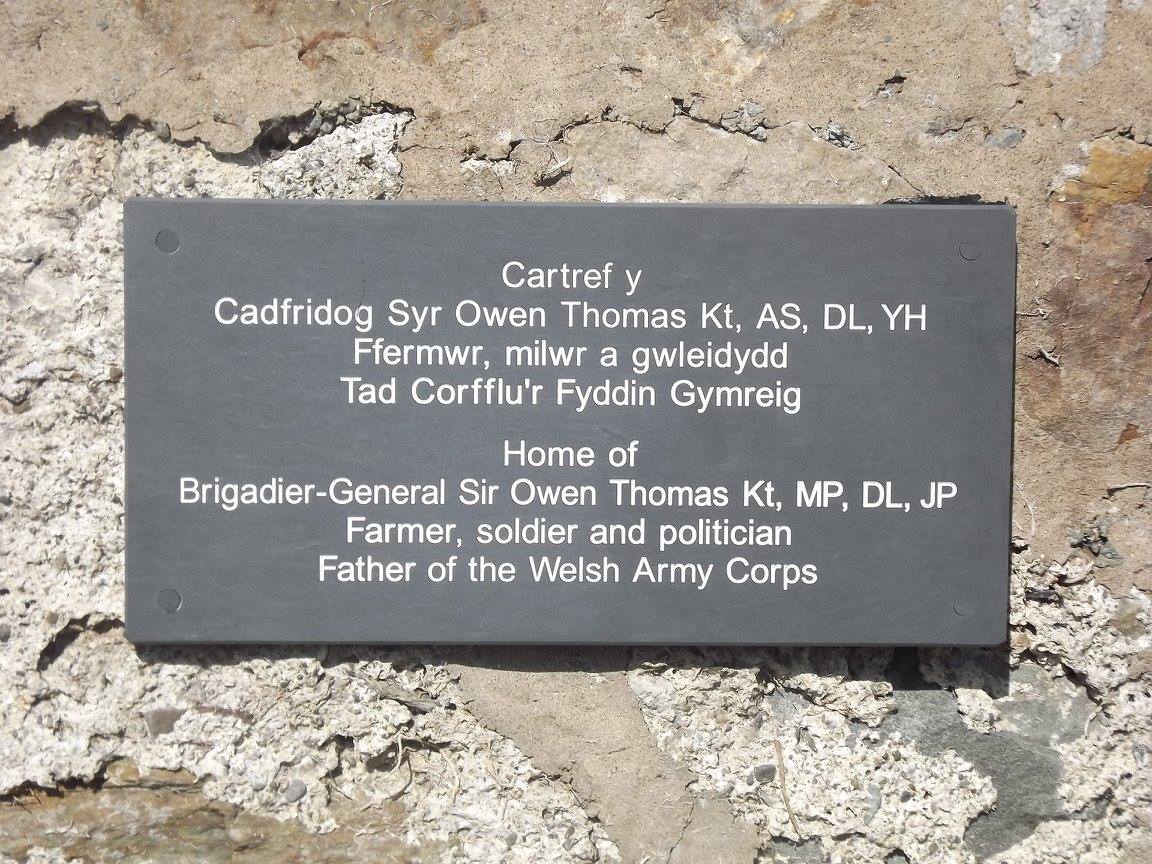 Cartref y
Cadfridog Syr Owen Thomas Kt, AS, DL, YH
Ffermwr, milwr a gwleidydd
Tad Corfflu'r Fyddin Gymreig
Home of
Brigadier-General Sir Owen Thomas Kt, MP, DL, JP
Farmer, soldier and politician
Father of the Welsh Army Corps